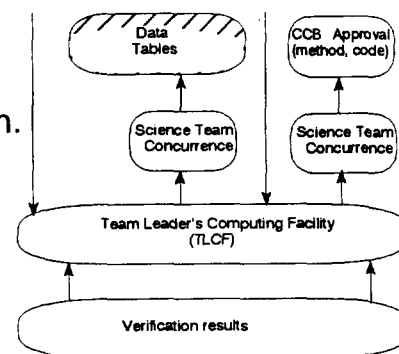 Data
Tables
CCB Approval
(method, code)
n.
Science Team
Concurrence
Science Team
Concurrence
Team Leader's Computing Facility
(TLCF)
Verification results